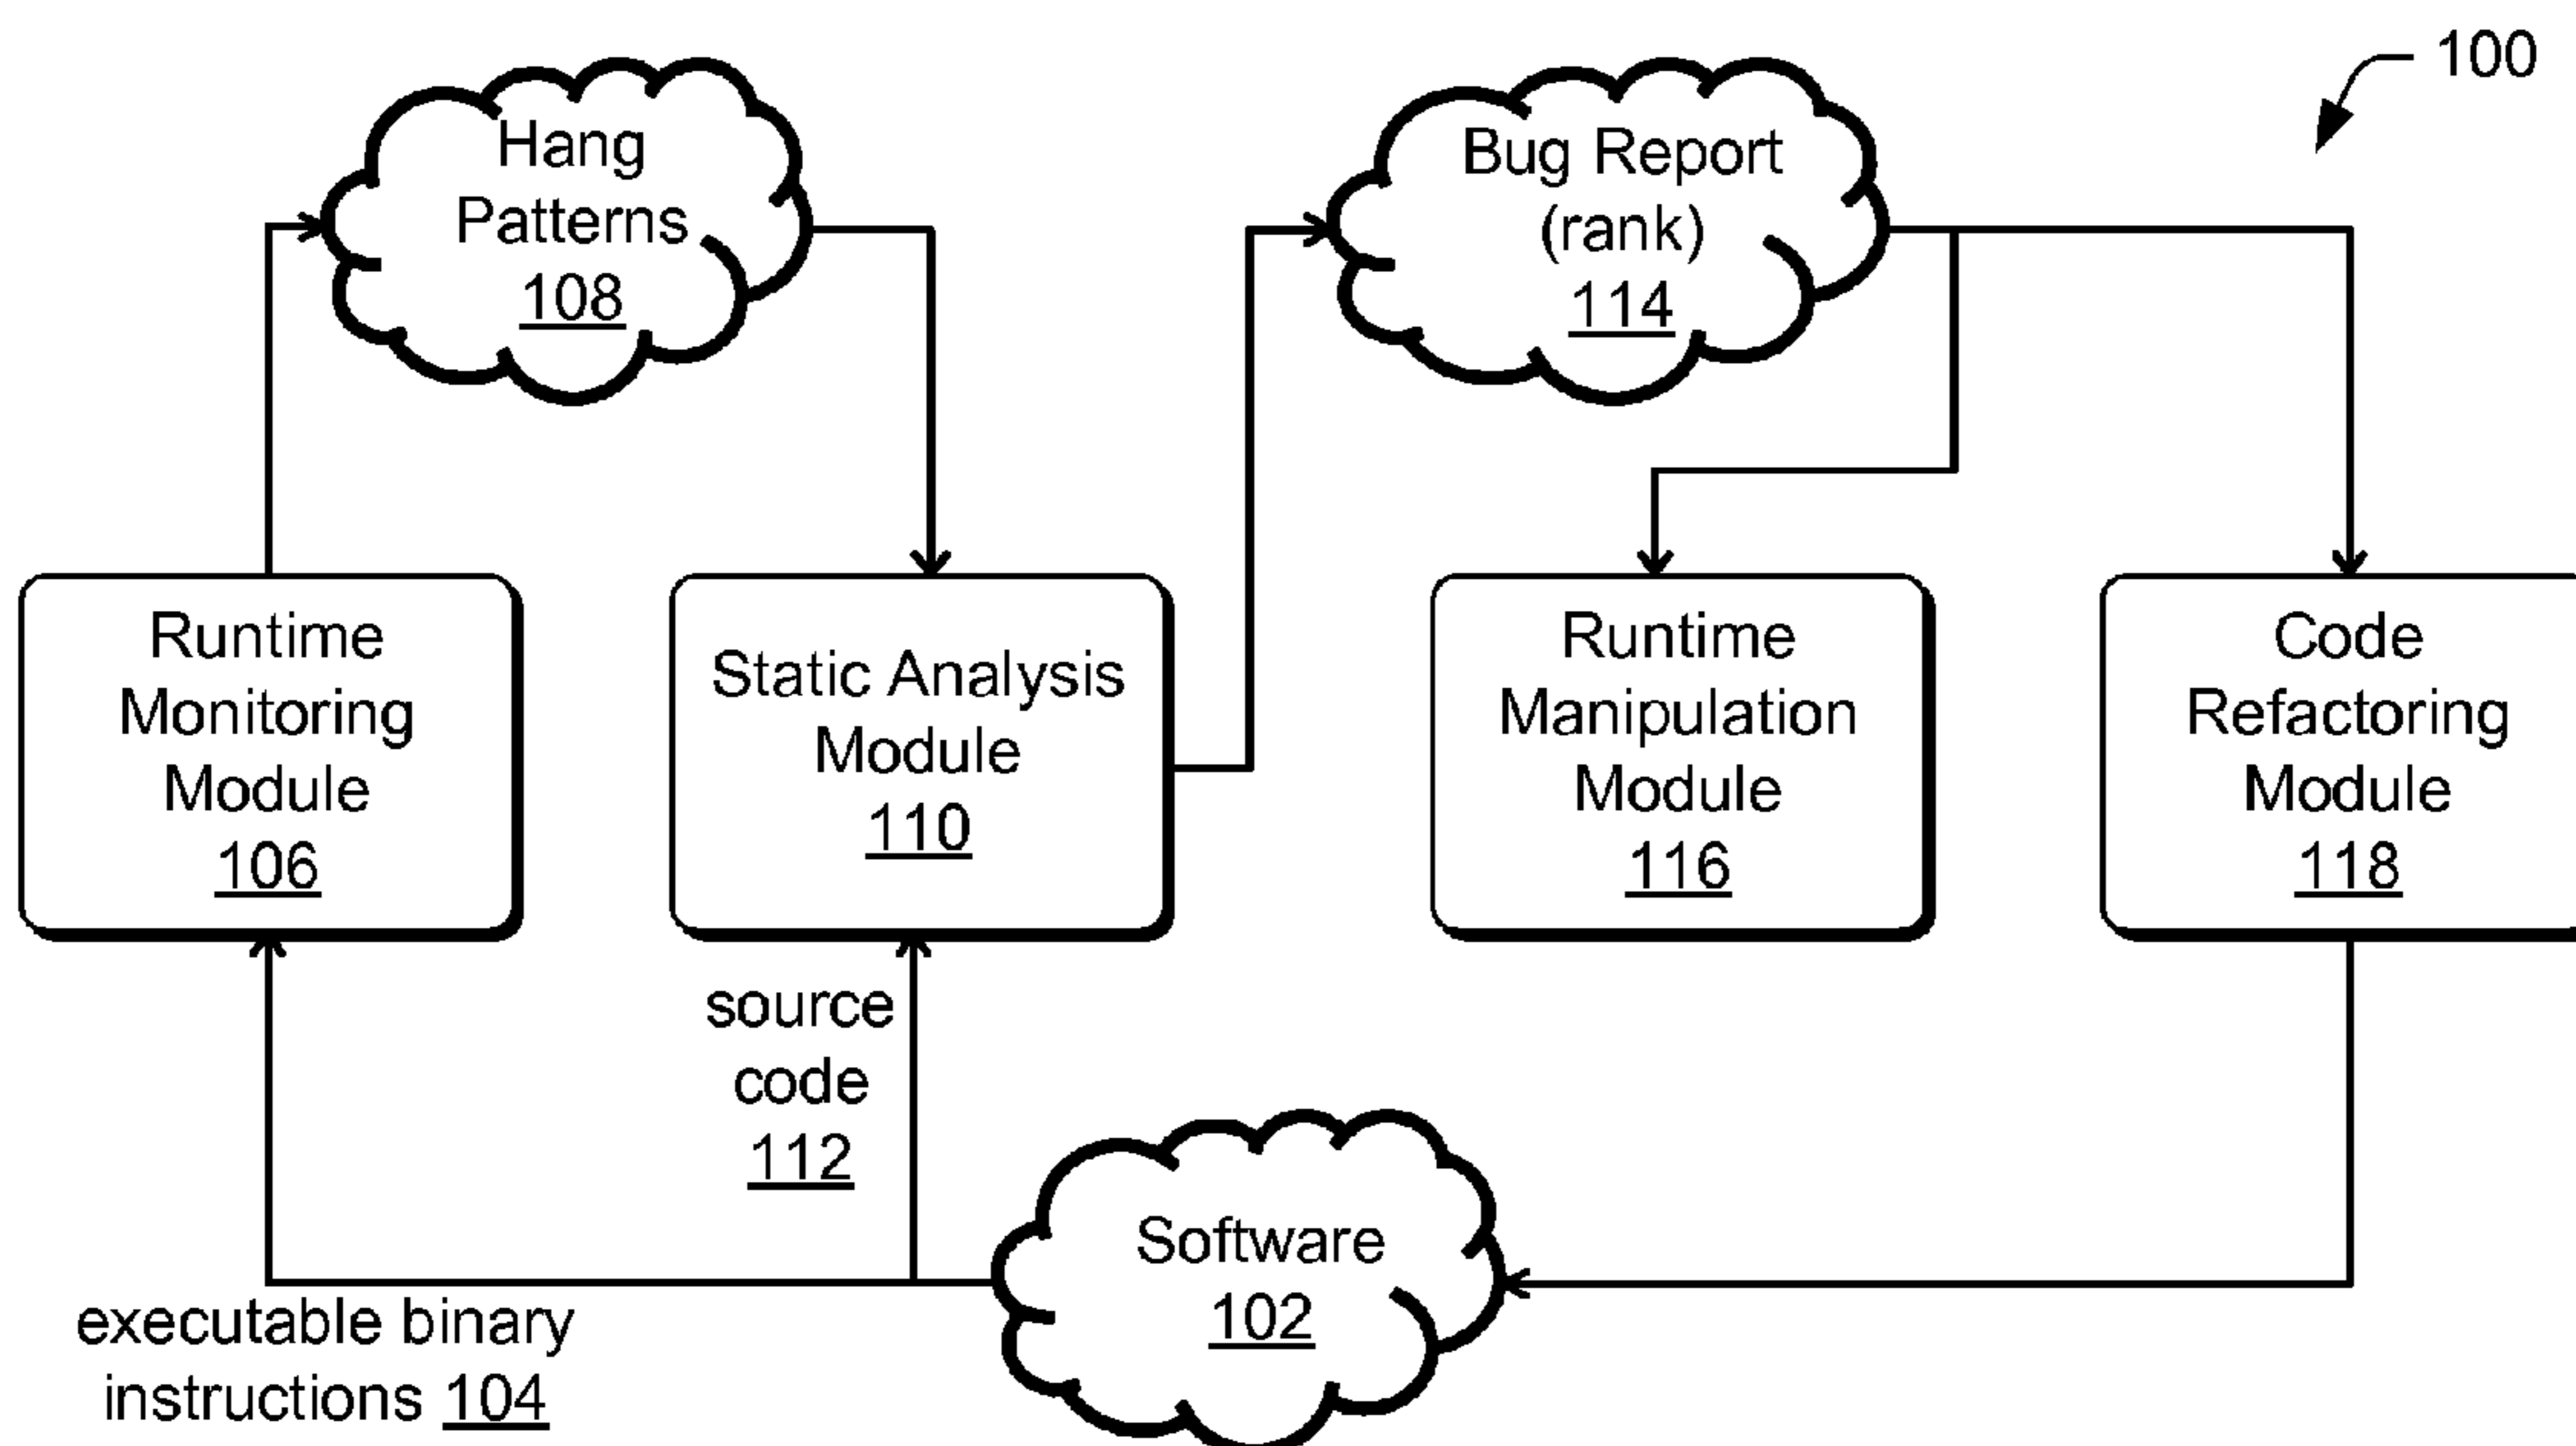 100
Hang
Patterns
108
Bug Report
(rank)
114
Runtime
Monitoring
Module
106
Static Analysis
Module
110
Runtime
Manipulation
Module
116
Code
Refactoring
Module
118
source
code
112
Software
102
executable binary
instructions 104